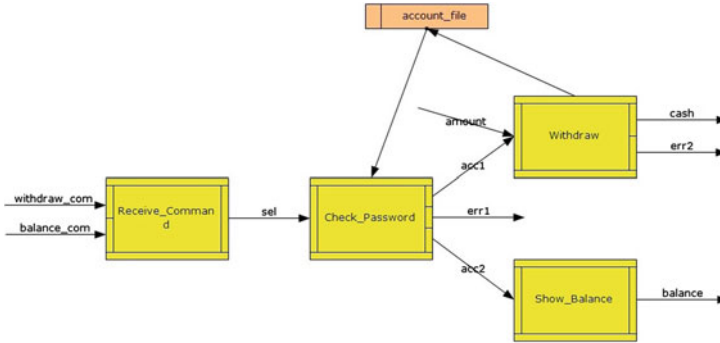 account_file
amount
Withdraw
cash
err2
acc1
withdraw_com
balance_com
Receive_Comman
d
sel
Check_Password
err1
acc2
Show_Balance
balance